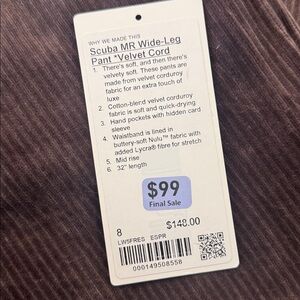 WHY WE MADE THIS
Scuba MR Wide-Leg
Pant *Velvet Cord
1. There's soft, and then there's
velvety soft. These pants are
made from velvet corduroy
fabric for an extra touch of
luxe
2. Cotton-blend velvet corduroy
fabric is soft and quick-drying
3. Hand pockets with hidden card
sleeve
4. Waistband is lined in
buttery-soft Nulu™ fabric with
added Lycra® fibre for stretch
5. Mid rise
6. 32" length
$99
Final Sale
$148.00
8
LW5FRES ESPR
000149508558